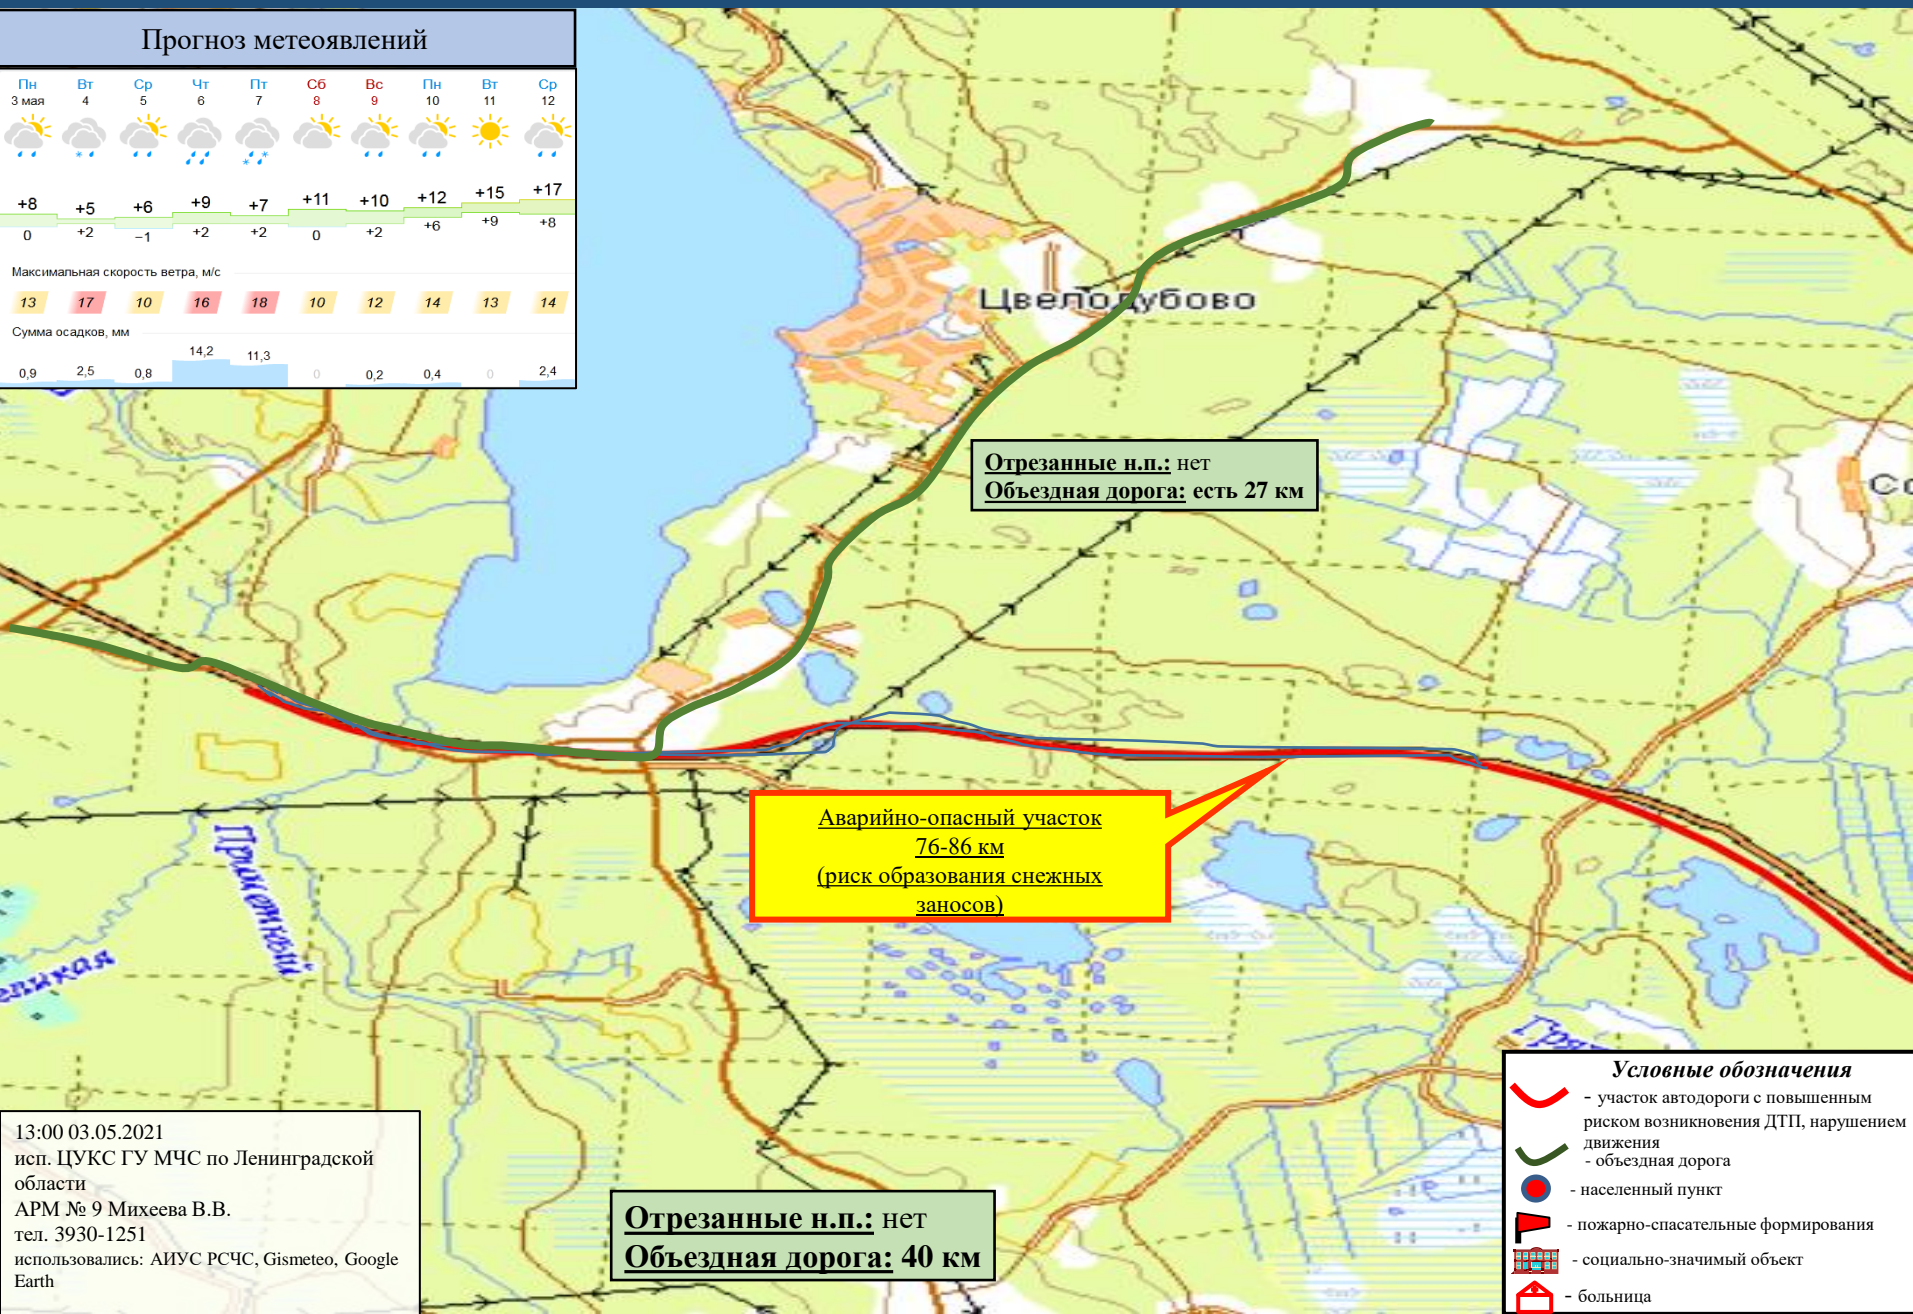 Прогноз метеоявлений
Пн Вт Ср Чт Пт Сб Вс Пн Вт Ср
3 мая 4 5 6 7 8 9 10 11 12
+8 +5 +6 +9 +7 +11 +10 +12 +15 +17
0 +2 −1 +2 +2 0 +2 +6 +9 +8
Максимальная скорость ветра, м/с
13 17 10 16 18 10 12 14 13 14
Сумма осадков, мм
0,9 2,5 0,8 14,2 11,3 0 0,2 0,4 0 2,4
Цвелодубово
Отрезанные н.п.: нет
Объездная дорога: есть 27 км
Со
Аварийно-опасный участок
76-86 км
(риск образования снежных
заносов)
Приметный
еликая
Гря
13:00 03.05.2021
исп. ЦУКС ГУ МЧС по Ленинградской
области
АРМ № 9 Михеева В.В.
тел. 3930-1251
использовались: АИУС РСЧС, Gismeteo, Google
Earth
Отрезанные н.п.: нет
Объездная дорога: 40 км
Условные обозначения
- участок автодороги с повышенным
риском возникновения ДТП, нарушением
движения
- объездная дорога
- населенный пункт
- пожарно-спасательные формирования
- социально-значимый объект
- больница